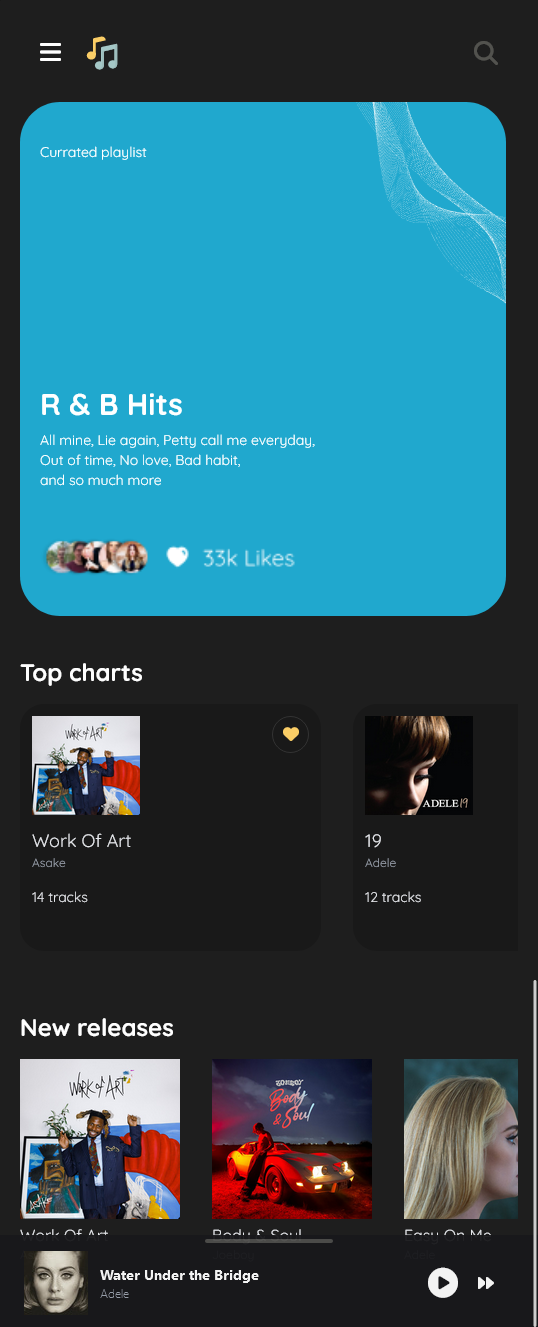 Currated playlist
R & B Hits
All mine, Lie again, Petty call me everyday,
Out of time, No love, Bad habit,
and so much more
33k Likes
Top charts
WORK OF ART
ADELE 19
Work Of Art
Asake
14 tracks
19
Adele
12 tracks
New releases
WORK OF ART
ASAKE
Body
& Soul
Work Of Art
Body & Soul
Easy On Me
Water Under the Bridge
Adele